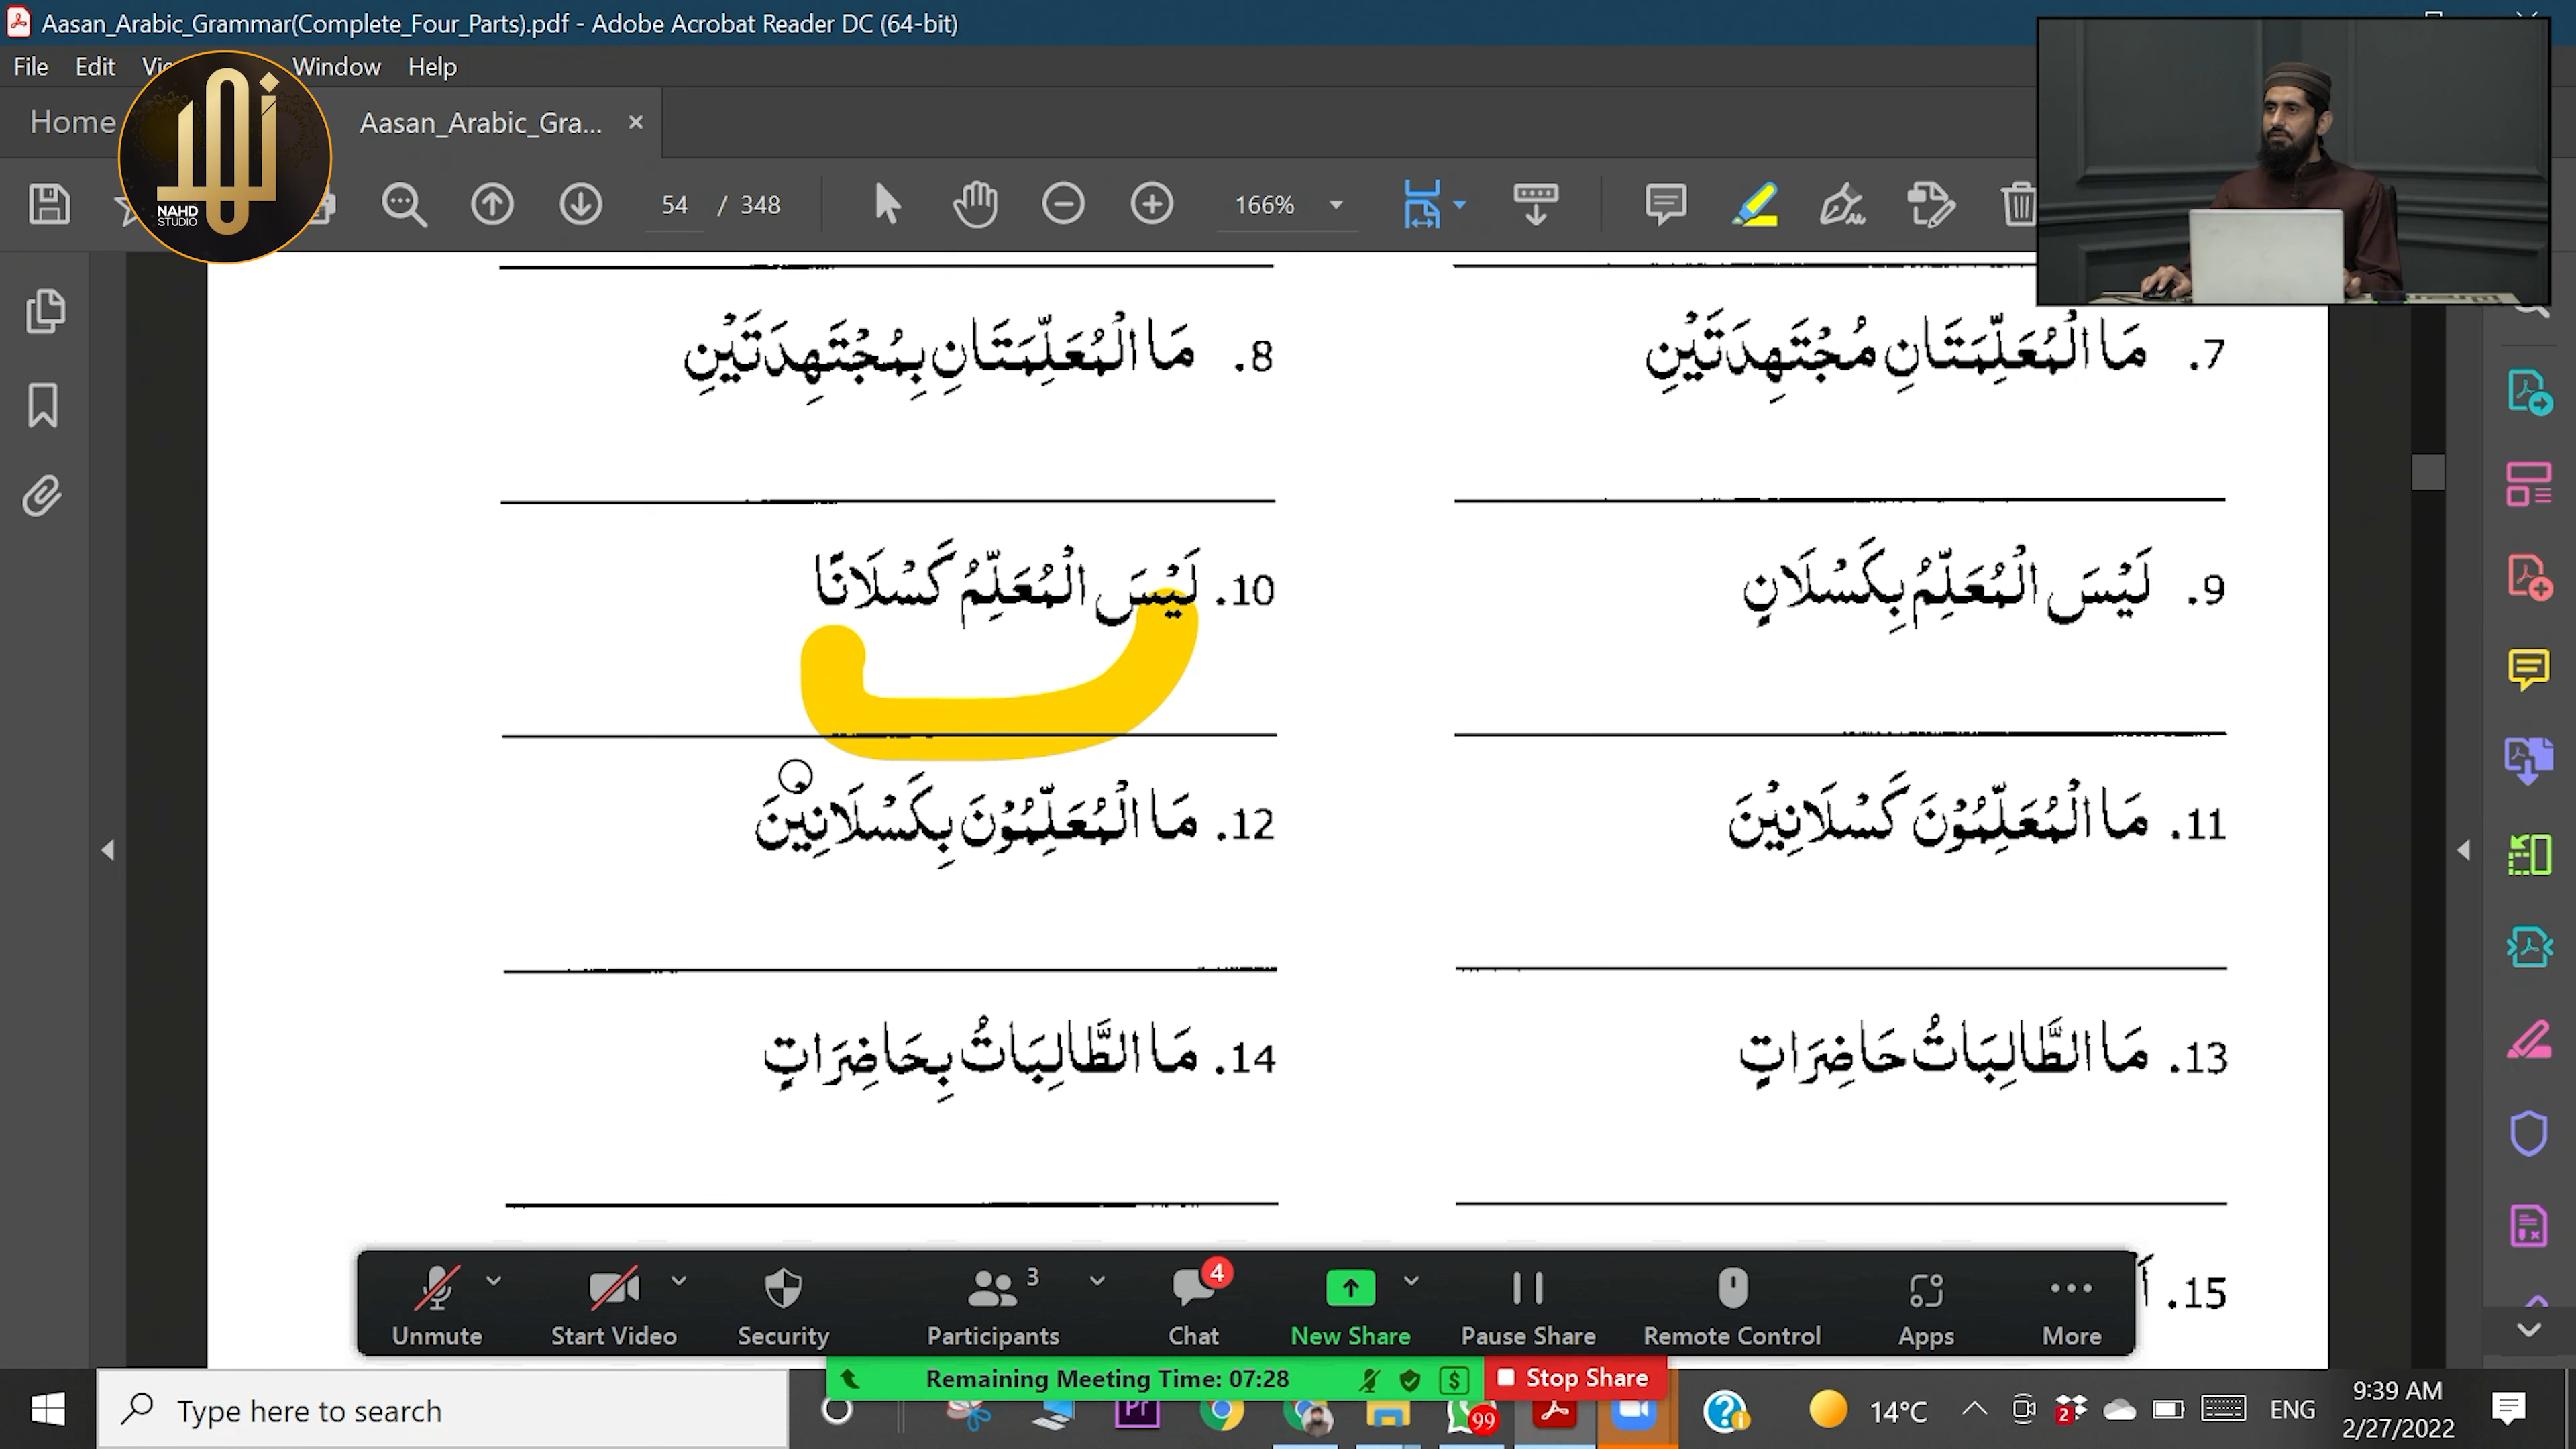 Aasan_Arabic_Grammar(Complete_Four_Parts).pdf - Adobe Acrobat Reader DC (64-bit)
File Edit Window Help
NAHD
STUDIO
Home Aasan_Arabic_Gra...
54 / 348 166%
7. مَا الْمُعَلِّمَتَانِ مُجْتَهِدَتَيْنِ
8. مَا الْمُعَلِّمَتَانِ بِمُجْتَهِدَتَيْنِ
9. لَيْسَ الْمُعَلِّمُ بِكَسْلَانٍ
10. لَيْسَ الْمُعَلِّمُ كَسْلَانًا
11. مَا الْمُعَلِّمُوْنَ كَسْلَانِيْنَ
12. مَا الْمُعَلِّمُوْنَ بِكَسْلَانِيْنَ
13. مَا الطَّالِبَاتُ حَاضِرَاتٍ
14. مَا الطَّالِبَاتُ بِحَاضِرَاتٍ
15.
3 4
Unmute Start Video Security Participants Chat New Share Pause Share Remote Control Apps More
Remaining Meeting Time: 07:28 Stop Share
Type here to search Pr 99 14°C 2 ENG 9:39 AM
2/27/2022